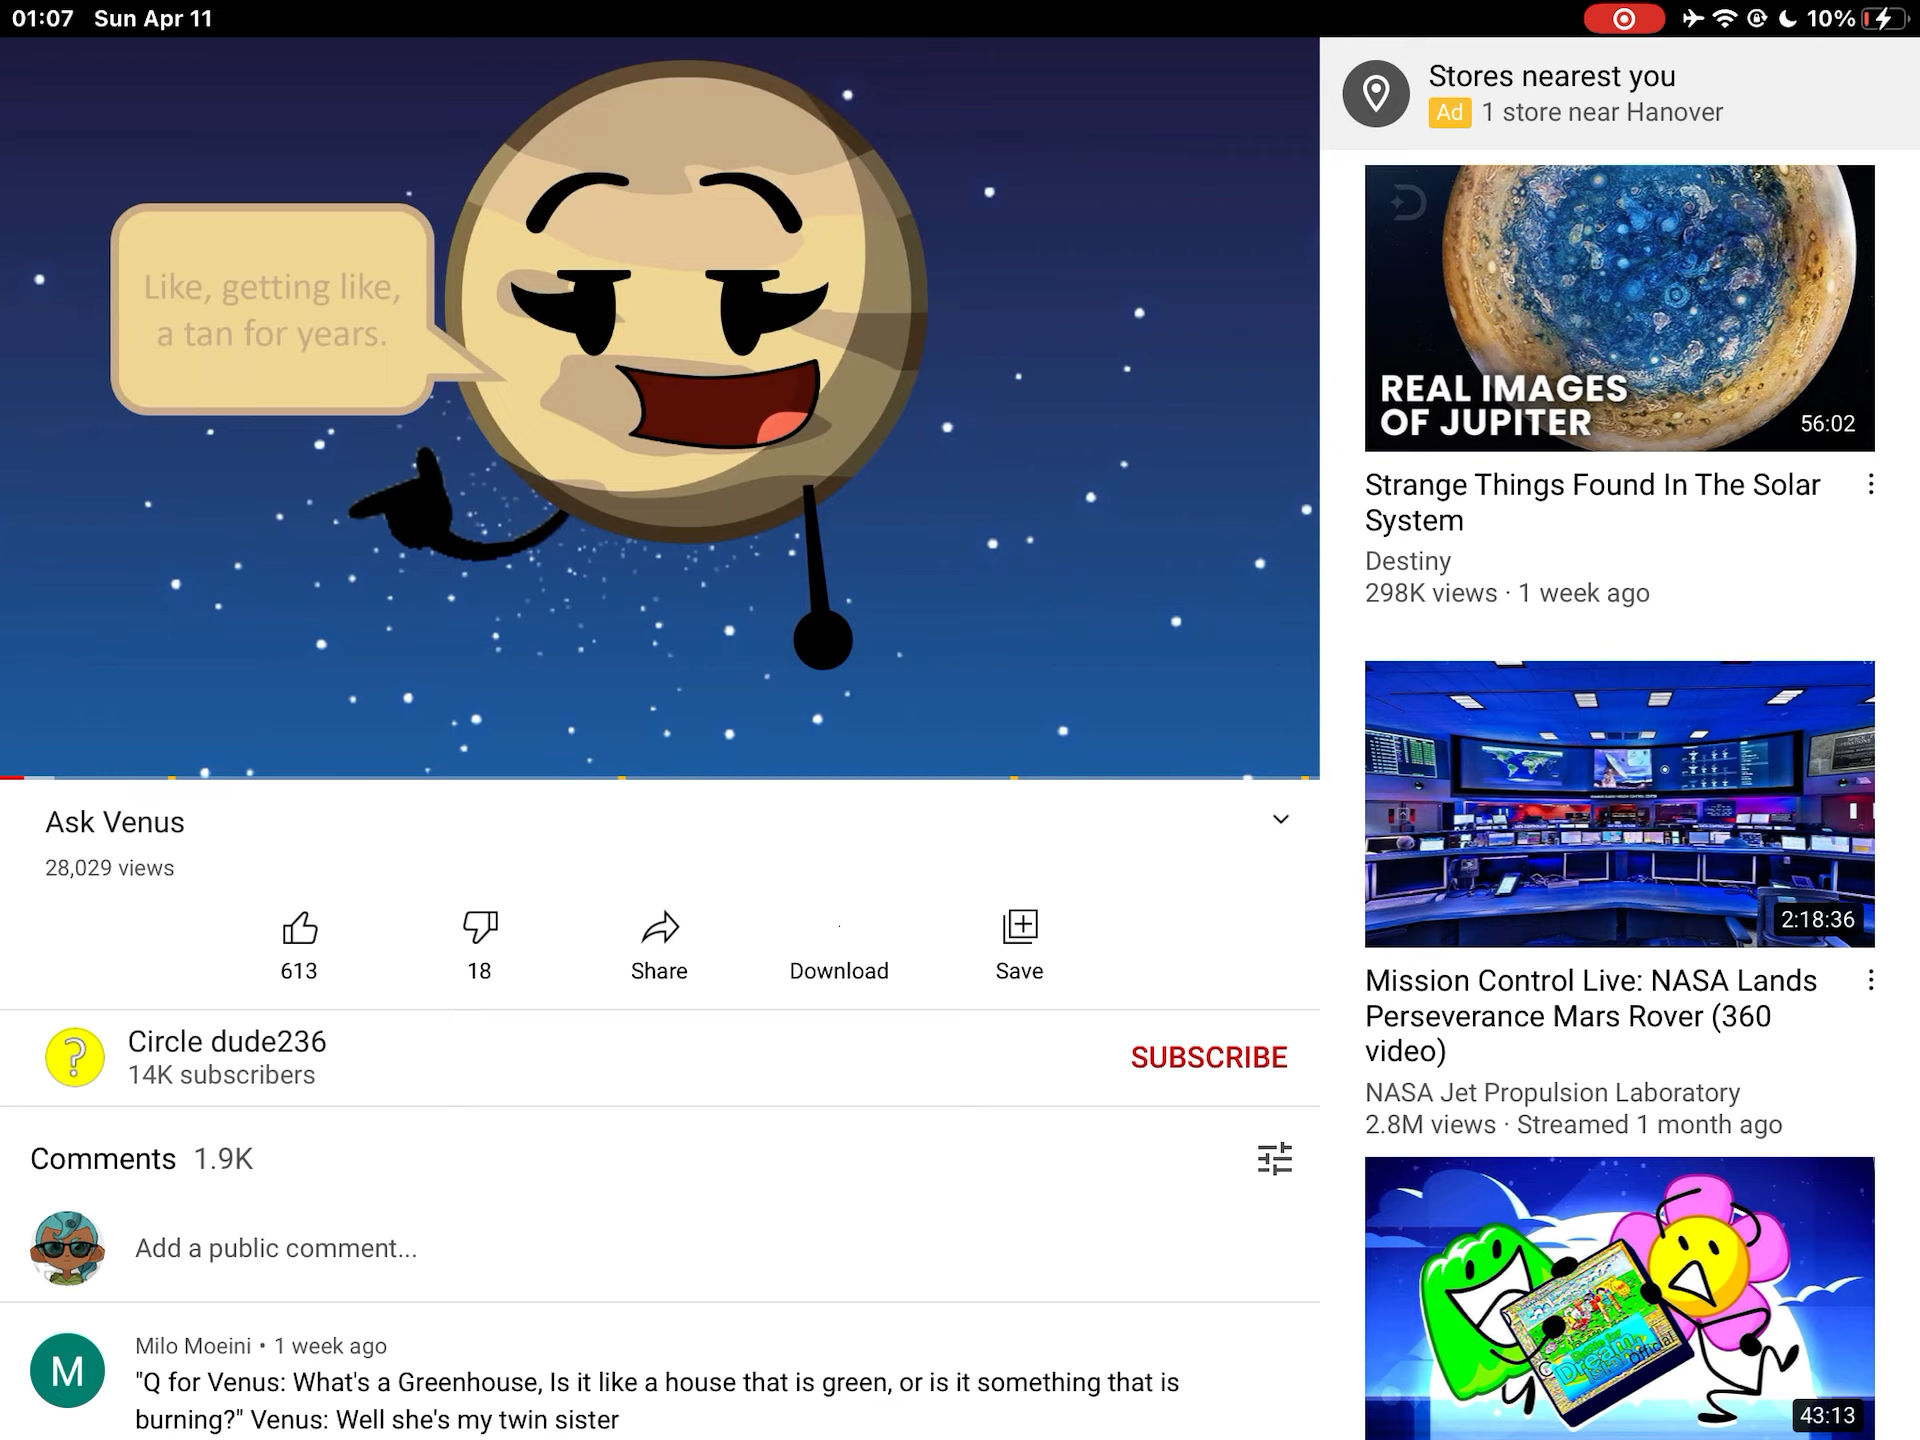 01:07 Sun Apr 11
10%
Like, getting like,
a tan for years.
Ask Venus
28,029 views
613
18
Share
Download
Save
?
Circle dude236
14K subscribers
SUBSCRIBE
Comments 1.9K
Add a public comment...
M
Milo Moeini • 1 week ago
"Q for Venus: What's a Greenhouse, Is it like a house that is green, or is it something that is
burning?" Venus: Well she's my twin sister
Stores nearest you
Ad 1 store near Hanover
REAL IMAGES
OF JUPITER
56:02
Strange Things Found In The Solar
System
Destiny
298K views · 1 week ago
2:18:36
Mission Control Live: NASA Lands
Perseverance Mars Rover (360
video)
NASA Jet Propulsion Laboratory
2.8M views · Streamed 1 month ago
Dream
Official
43:13